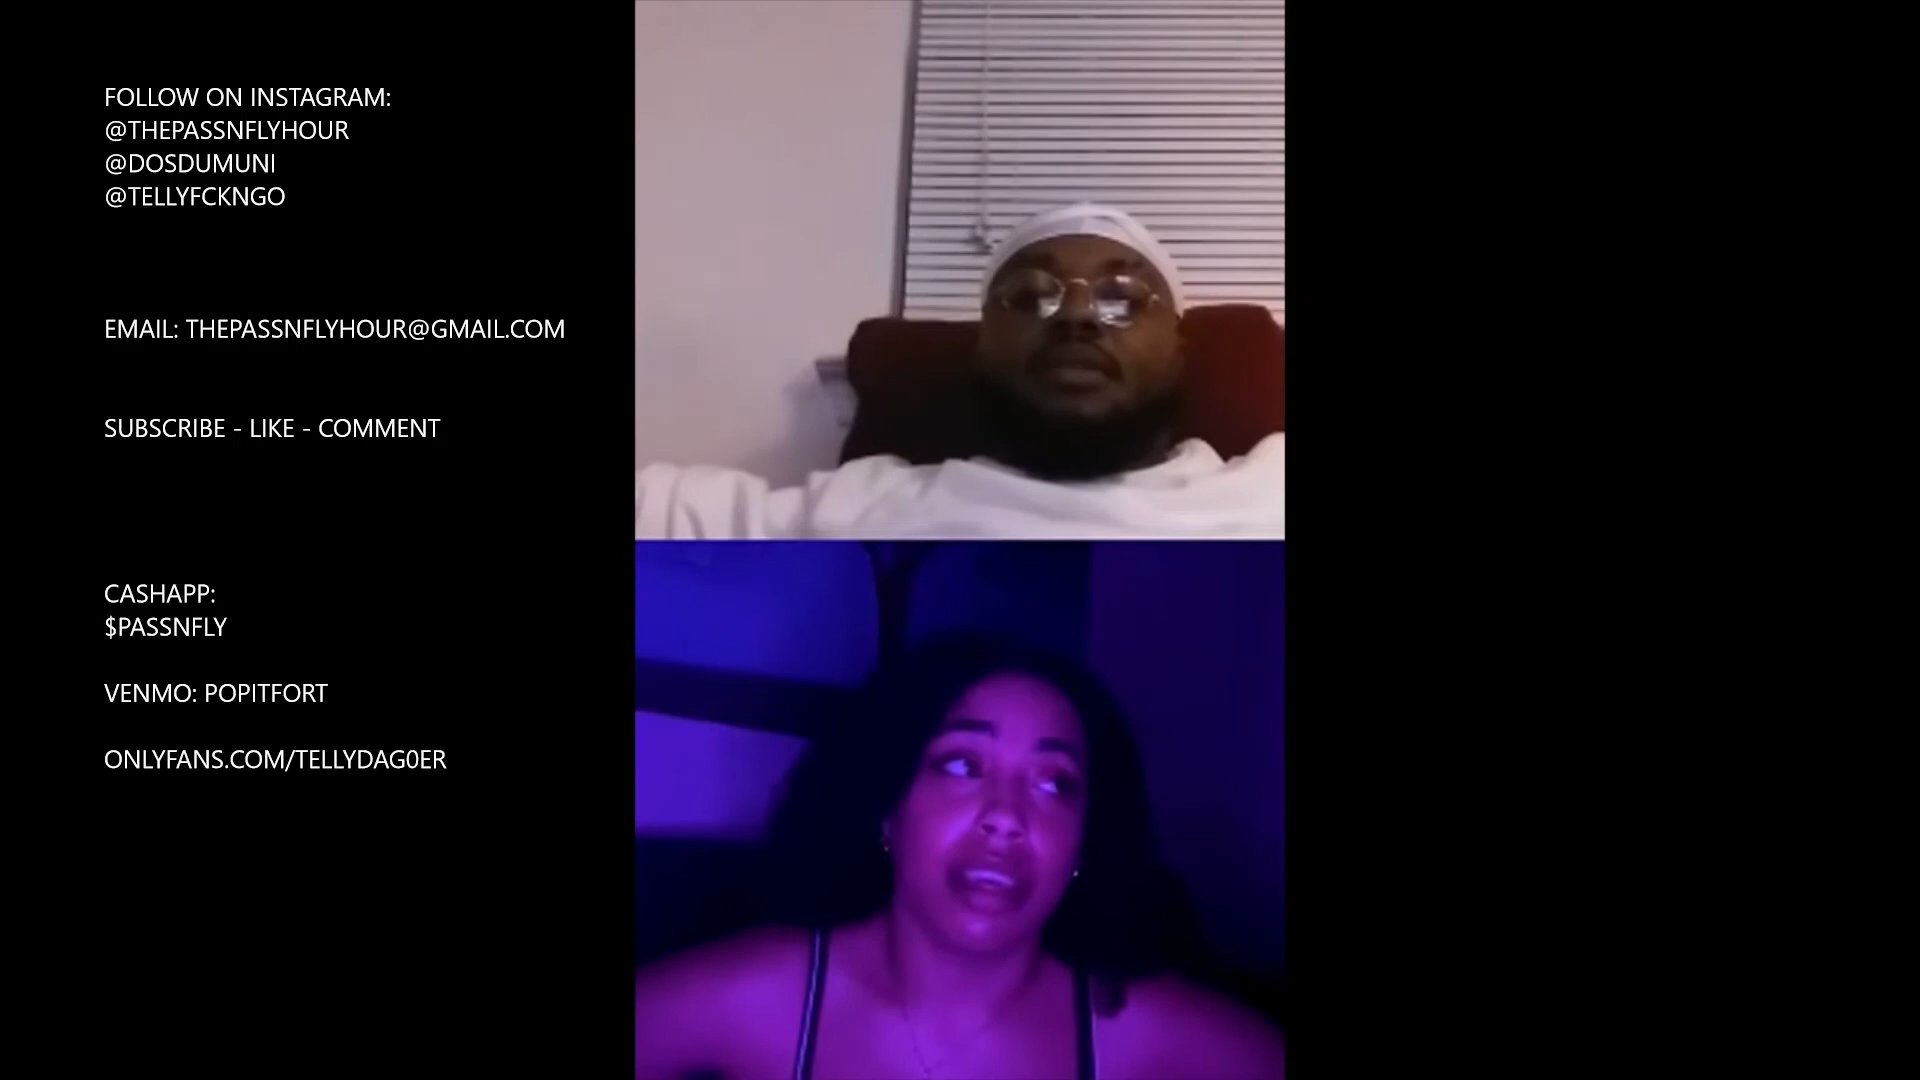 FOLLOW ON INSTAGRAM:
@THEPASSNFLYHOUR
@DOSDUMUNI
@TELLYFCKNGO
EMAIL: THEPASSNFLYHOUR@GMAIL.COM
SUBSCRIBE - LIKE - COMMENT
CASHAPP:
$PASSNFLY
VENMO: POPITFORT
ONLYFANS.COM/TELLYDAG0ER